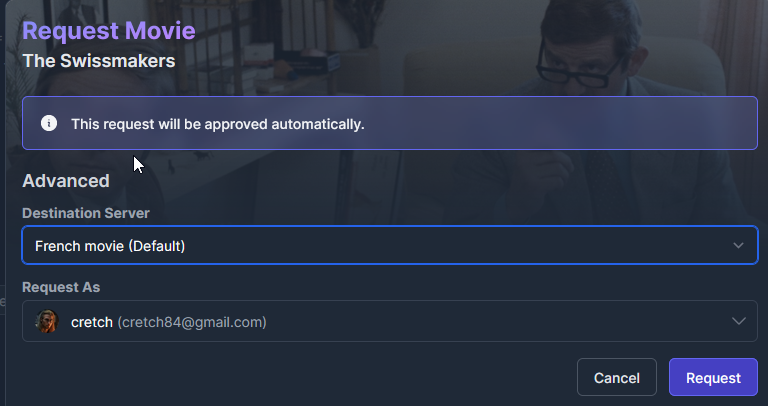 Request Movie
The Swissmakers
This request will be approved automatically.
Advanced
Destination Server
French movie (Default)
Request As
cretch (cretch84@gmail.com)
Cancel
Request